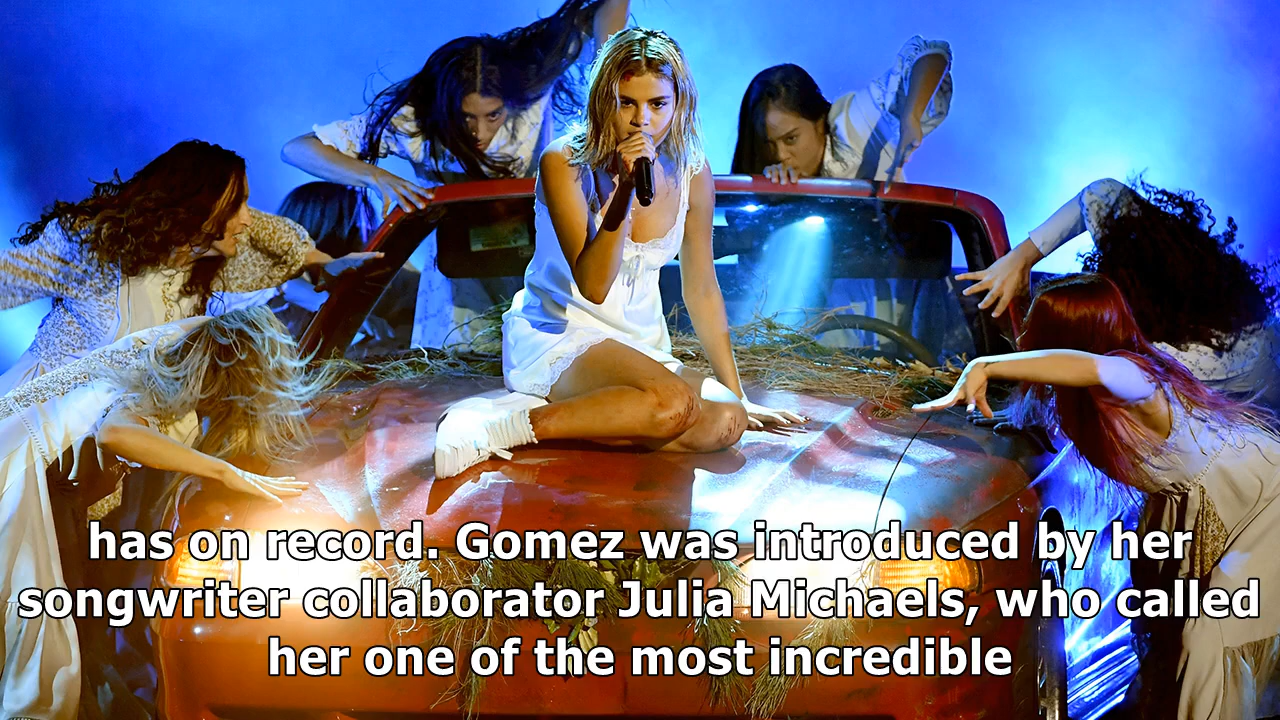 has on record. Gomez was introduced by her
songwriter collaborator Julia Michaels, who called
her one of the most incredible